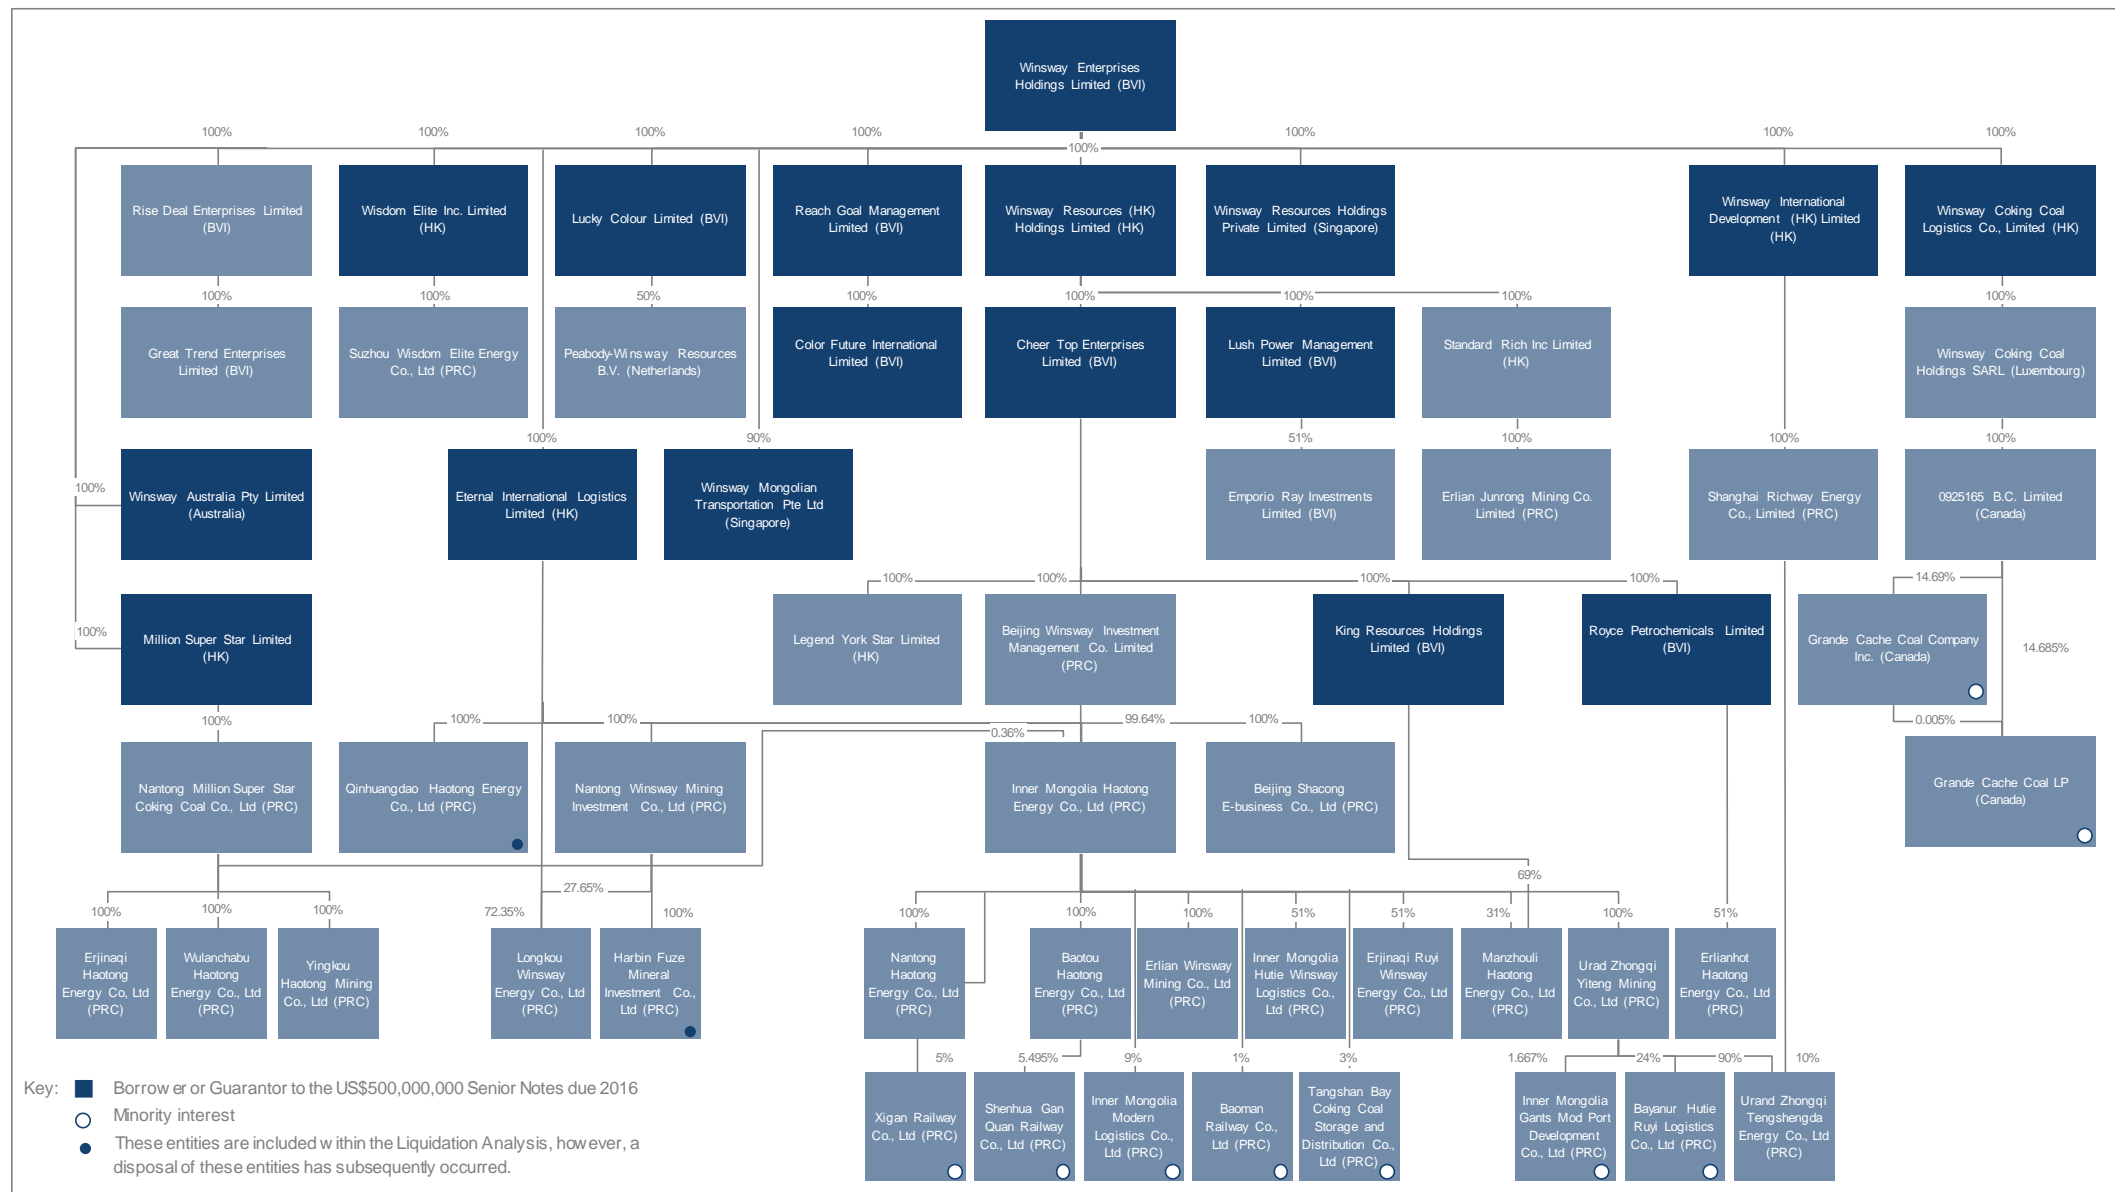 Winsway Enterprises
Holdings Limited (BVI)
100%
100%
100%
100%
100%
100%
100%
100%
Rise Deal Enterprises Limited
(BVI)
Wisdom Elite Inc. Limited
(HK)
Lucky Colour Limited (BVI)
Reach Goal Management
Limited (BVI)
Winsway Resources (HK)
Holdings Limited (HK)
Winsway Resources Holdings
Private Limited (Singapore)
Winsway International
Development (HK) Limited
(HK)
Winsway Coking Coal
Logistics Co., Limited (HK)
100%
100%
50%
100%
100%
100%
100%
100%
Great Trend Enterprises
Limited (BVI)
Suzhou Wisdom Elite Energy
Co., Ltd (PRC)
Peabody-Winsway Resources
B.V. (Netherlands)
Color Future International
Limited (BVI)
Cheer Top Enterprises
Limited (BVI)
Lush Power Management
Limited (BVI)
Standard Rich Inc Limited
(HK)
Winsway Coking Coal
Holdings SARL (Luxembourg)
100%
90%
51%
100%
100%
100%
100%
Winsway Australia Pty Limited
(Australia)
Eternal International Logistics
Limited (HK)
Winsway Mongolian
Transportation Pte Ltd
(Singapore)
Emporio Ray Investments
Limited (BVI)
Erlian Junrong Mining Co.
Limited (PRC)
Shanghai Richway Energy
Co., Limited (PRC)
0925165 B.C. Limited
(Canada)
100%
100%
100%
100%
14.69%
100%
Million Super Star Limited
(HK)
Legend York Star Limited
(HK)
Beijing Winsway Investment
Management Co. Limited
(PRC)
King Resources Holdings
Limited (BVI)
Royce Petrochemicals Limited
(BVI)
Grande Cache Coal Company
Inc. (Canada)
14.685%
100%
100%
100%
0.36%
99.64%
100%
0.005%
Nantong Million Super Star
Coking Coal Co., Ltd (PRC)
Qinhuangdao Haotong Energy
Co., Ltd (PRC)
Nantong Winsway Mining
Investment Co., Ltd (PRC)
Inner Mongolia Haotong
Energy Co., Ltd (PRC)
Beijing Shacong
E-business Co., Ltd (PRC)
Grande Cache Coal LP
(Canada)
27.65%
69%
100%
100%
100%
72.35%
100%
100%
100%
100%
51%
51%
31%
100%
51%
Erjinaqi
Haotong
Energy Co, Ltd
(PRC)
Wulanchabu
Haotong
Energy Co., Ltd
(PRC)
Yingkou
Haotong Mining
Co., Ltd (PRC)
Longkou
Winsway
Energy Co., Ltd
(PRC)
Harbin Fuze
Mineral
Investment Co.,
Ltd (PRC)
Nantong
Haotong
Energy Co., Ltd
(PRC)
Baotou
Haotong
Energy Co., Ltd
(PRC)
Erlian Winsway
Mining Co., Ltd
(PRC)
Inner Mongolia
Hutie Winsway
Logistics Co.,
Ltd (PRC)
Erjinaqi Ruyi
Winsway
Energy Co., Ltd
(PRC)
Manzhouli
Haotong
Energy Co., Ltd
(PRC)
Urad Zhongqi
Yiteng Mining
Co., Ltd (PRC)
Erlianhot
Haotong
Energy Co., Ltd
(PRC)
5%
5.495%
9%
1%
3%
1.667%
24%
90%
10%
Xigan Railway
Co., Ltd (PRC)
Shenhua Gan
Quan Railway
Co., Ltd (PRC)
Inner Mongolia
Modern
Logistics Co.,
Ltd (PRC)
Baoman
Railway Co.,
Ltd (PRC)
Tangshan Bay
Coking Coal
Storage and
Distribution Co.,
Ltd (PRC)
Inner Mongolia
Gants Mod Port
Development
Co., Ltd (PRC)
Bayanur Hutie
Ruyi Logistics
Co., Ltd (PRC)
Urand Zhongqi
Tengshengda
Energy Co., Ltd
(PRC)
Key:
Borrower or Guarantor to the US$500,000,000 Senior Notes due 2016
Minority interest
These entities are included within the Liquidation Analysis, however, a
disposal of these entities has subsequently occurred.